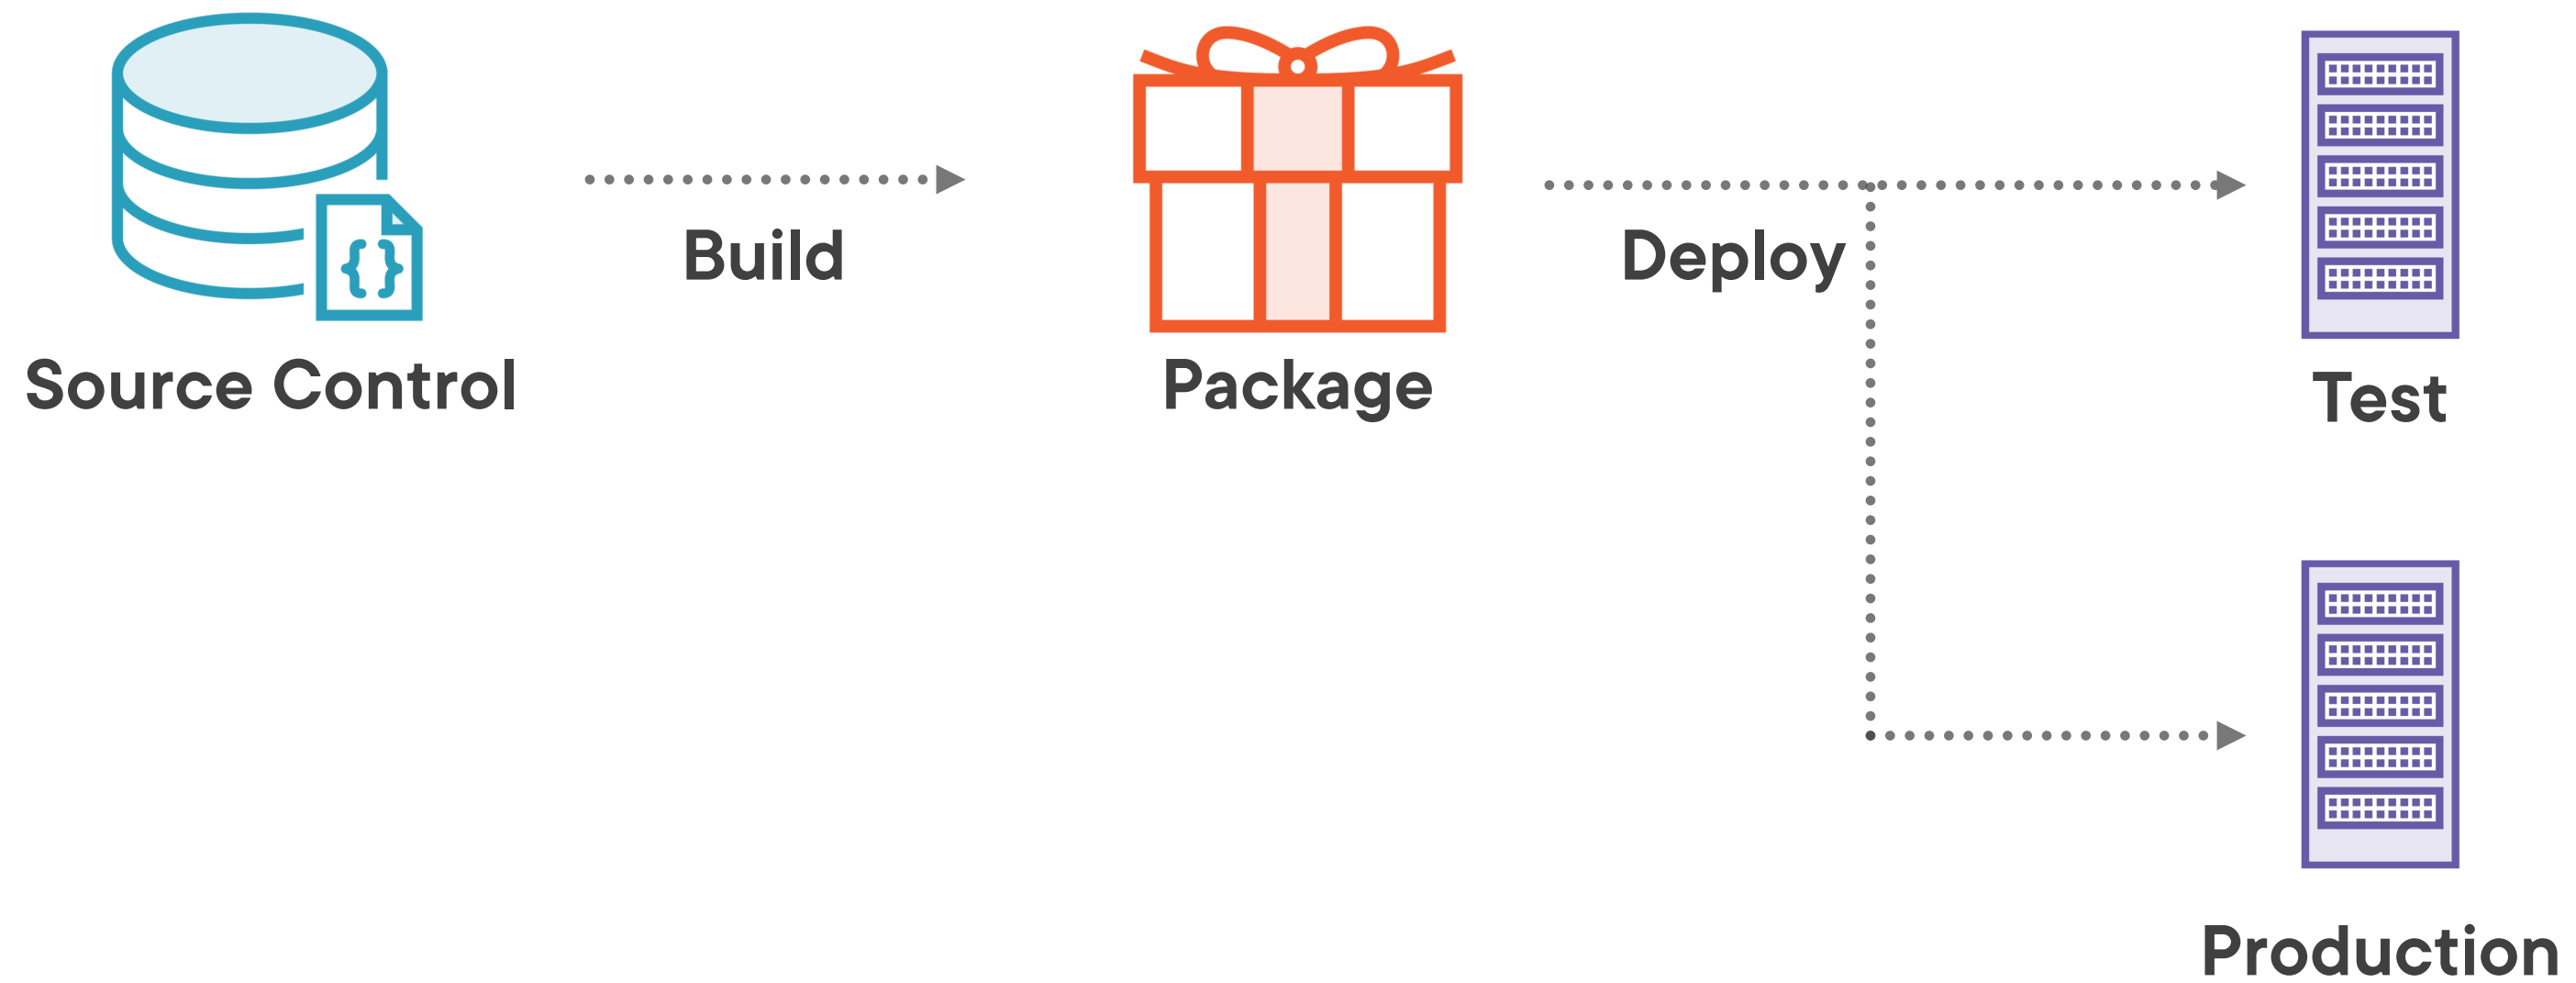 Build
Deploy
Source Control
Package
Test
{}
Production